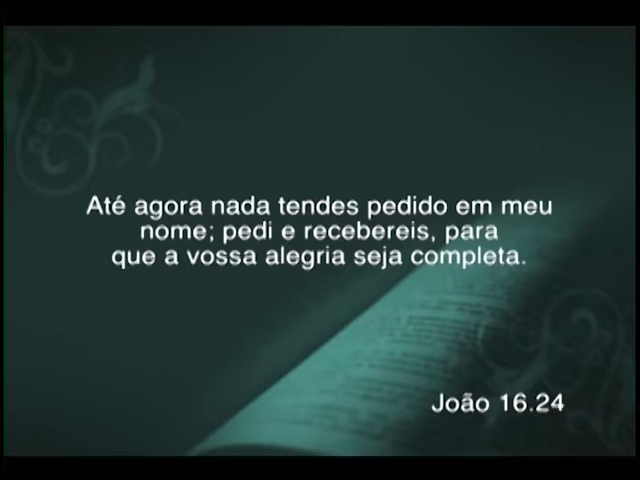 Até agora nada tendes pedido em meu
nome; pedi e recebereis, para
que a vossa alegria seja completa.
João 16.24